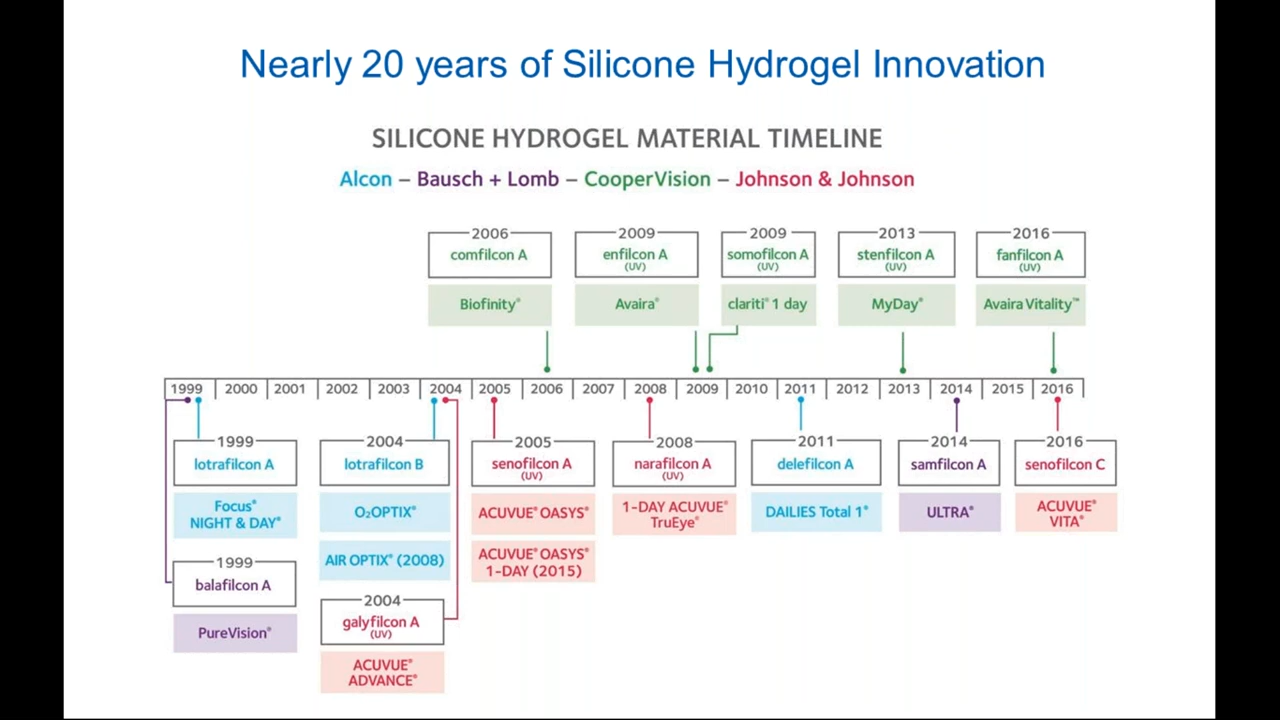 Nearly 20 years of Silicone Hydrogel Innovation
SILICONE HYDROGEL MATERIAL TIMELINE
Alcon – Bausch + Lomb – CooperVision – Johnson & Johnson
2006
comfilcon A
Biofinity®
2009
enfilcon A
(UV)
Avaira®
2009
somofilcon A
(UV)
clariti® 1 day
2013
stenfilcon A
(UV)
MyDay®
2016
fanfilcon A
(UV)
Avaira Vitality™
1999 2000 2001 2002 2003 2004 2005 2006 2007 2008 2009 2010 2011 2012 2013 2014 2015 2016
1999
lotrafilcon A
Focus®
NIGHT & DAY®
1999
balafilcon A
PureVision®
2004
lotrafilcon B
O₂OPTIX®
AIR OPTIX® (2008)
2004
galyfilcon A
(UV)
ACUVUE®
ADVANCE®
2005
senofilcon A
(UV)
ACUVUE® OASYS®
ACUVUE® OASYS®
1-DAY (2015)
2008
narafilcon A
(UV)
1-DAY ACUVUE®
TruEye®
2011
delefilcon A
DAILIES Total 1®
2014
samfilcon A
ULTRA®
2016
senofilcon C
ACUVUE®
VITA®